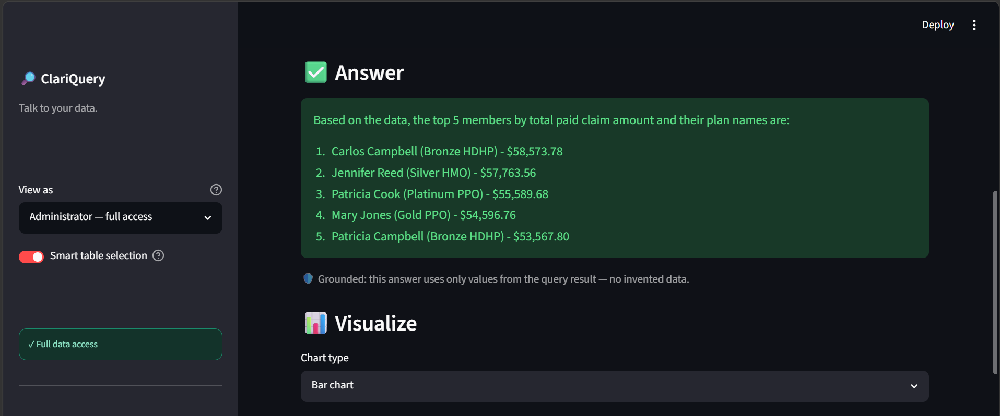 Deploy
ClariQuery
Talk to your data.
View as
Administrator — full access
Smart table selection
✓ Full data access
Answer
Based on the data, the top 5 members by total paid claim amount and their plan names are:
1. Carlos Campbell (Bronze HDHP) - $58,573.78
2. Jennifer Reed (Silver HMO) - $57,763.56
3. Patricia Cook (Platinum PPO) - $55,589.68
4. Mary Jones (Gold PPO) - $54,596.76
5. Patricia Campbell (Bronze HDHP) - $53,567.80
Grounded: this answer uses only values from the query result — no invented data.
Visualize
Chart type
Bar chart